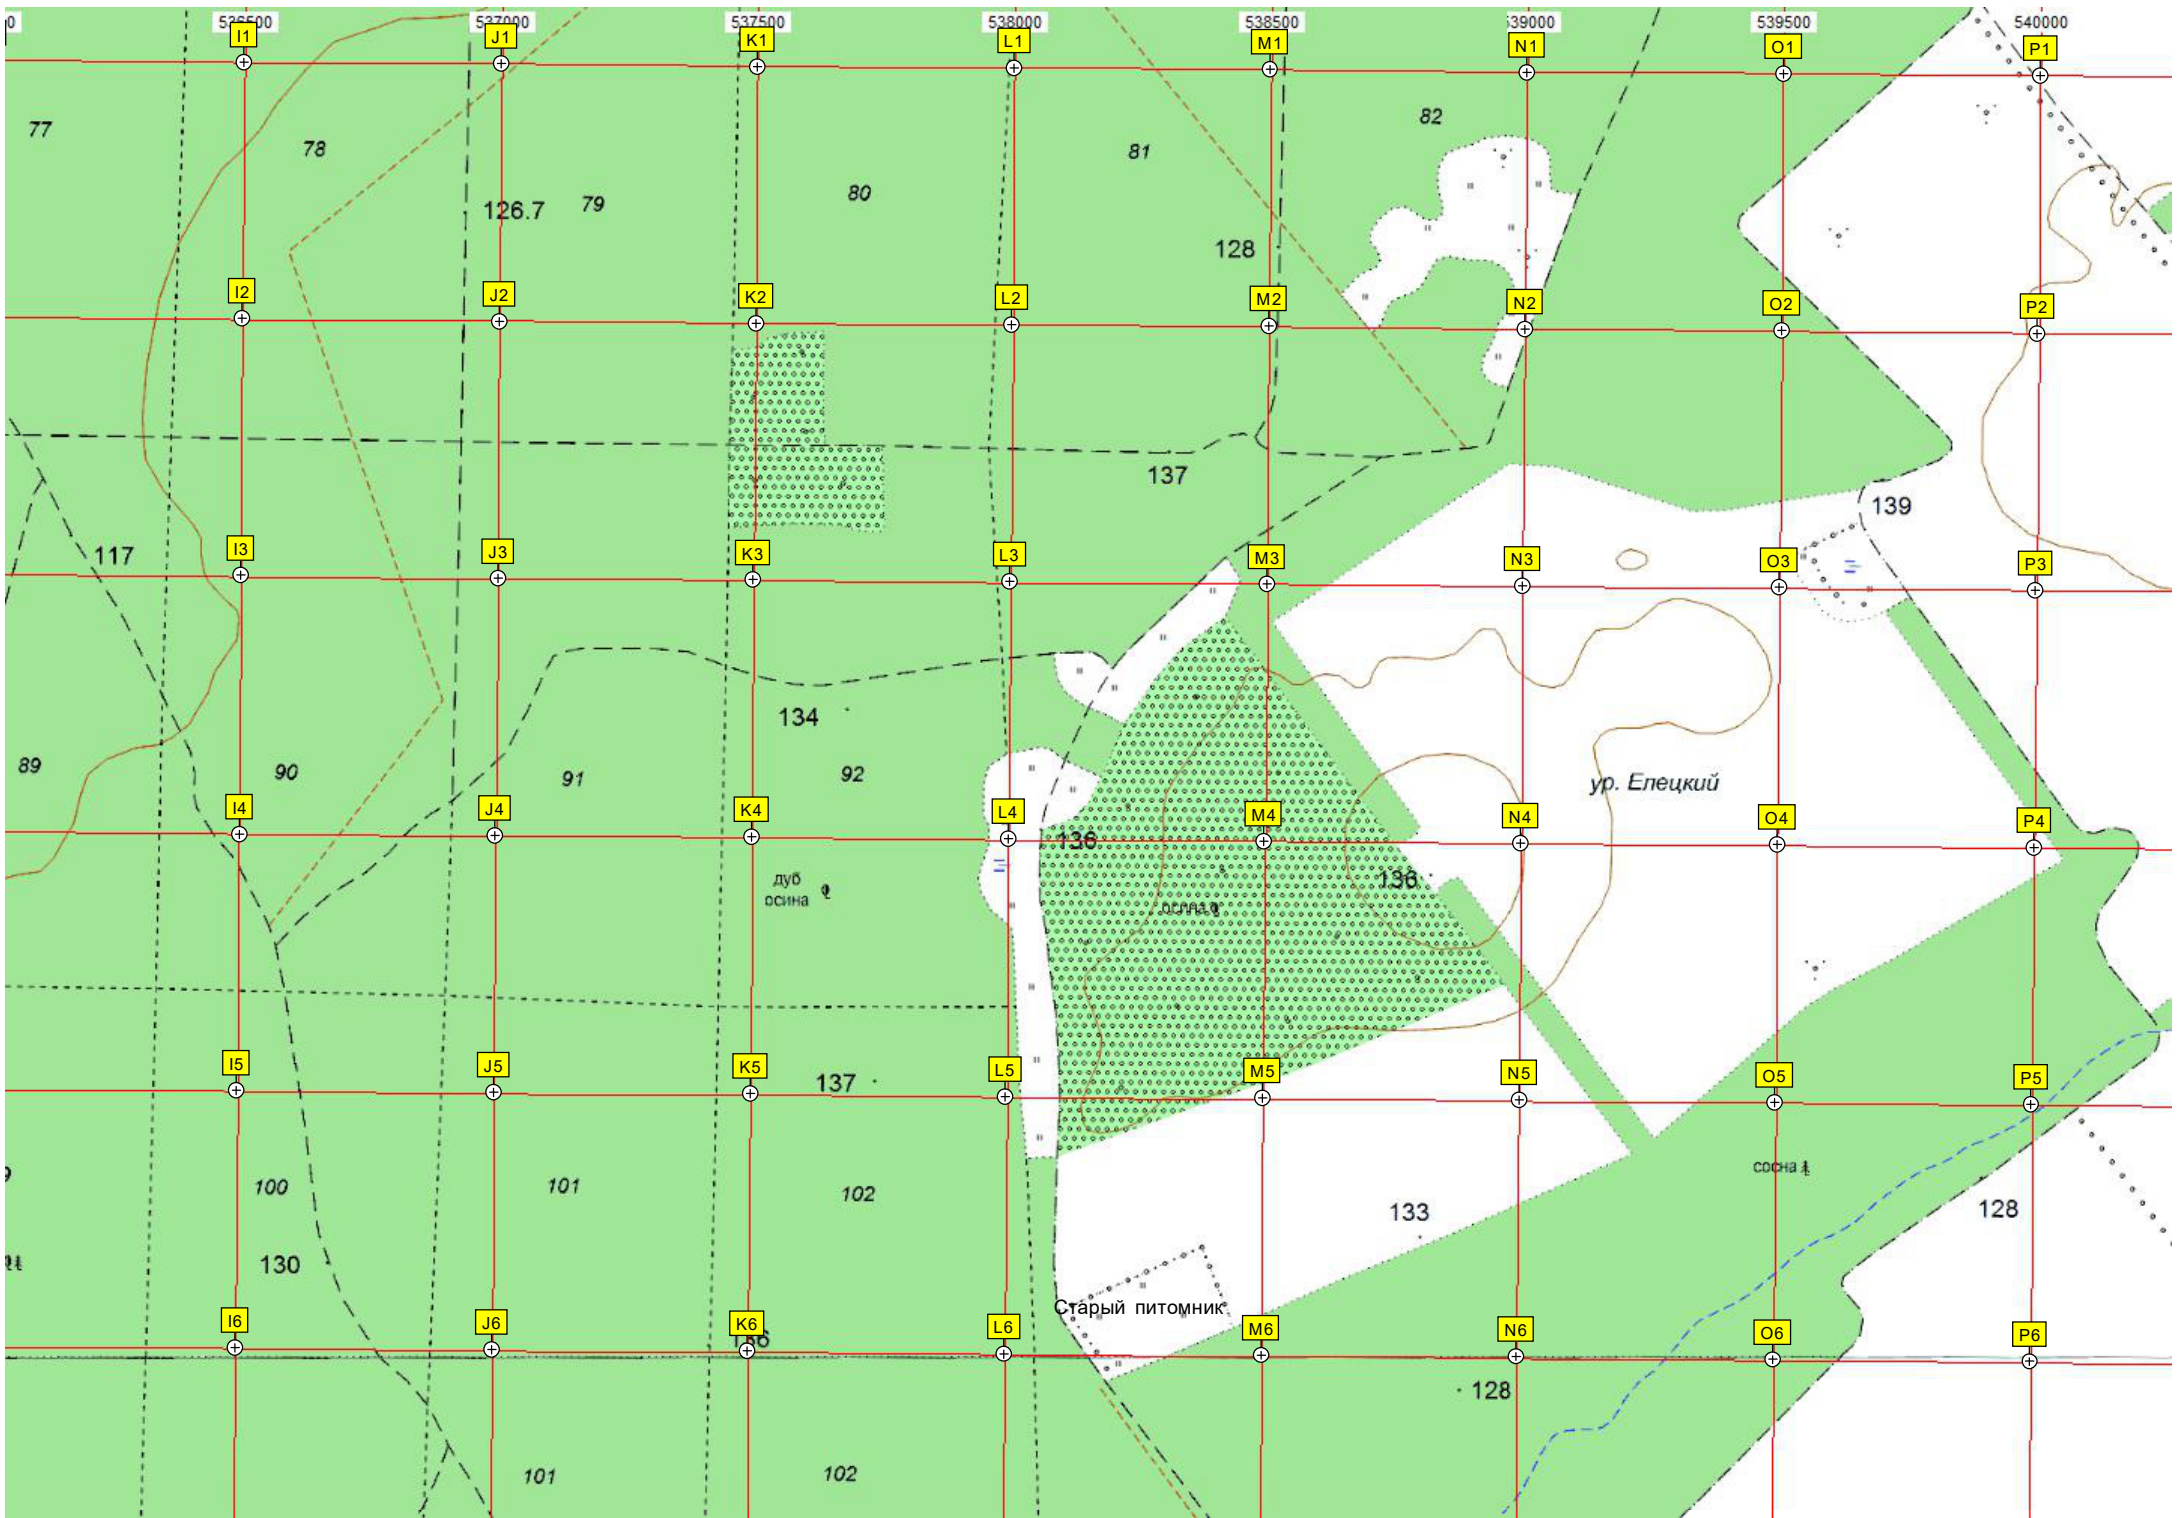 0 536500 537000 537500 538000 538500 539000 539500 540000
I1 J1 K1 L1 M1 N1 O1 P1
77 78 81 82
126.7 79 80
128
I2 J2 K2 L2 M2 N2 O2 P2
137 139
117
I3 J3 K3 L3 M3 N3 O3 P3
134
89 90 91 92 ур. Елецкий
I4 J4 K4 L4 M4 N4 O4 P4
136
дуб
осина
136
осина
I5 J5 K5 L5 M5 N5 O5 P5
137
сосна
9 100 101 102
133 128
130
Старый питомник
I6 J6 K6 L6 M6 N6 O6 P6
136
128
101 102